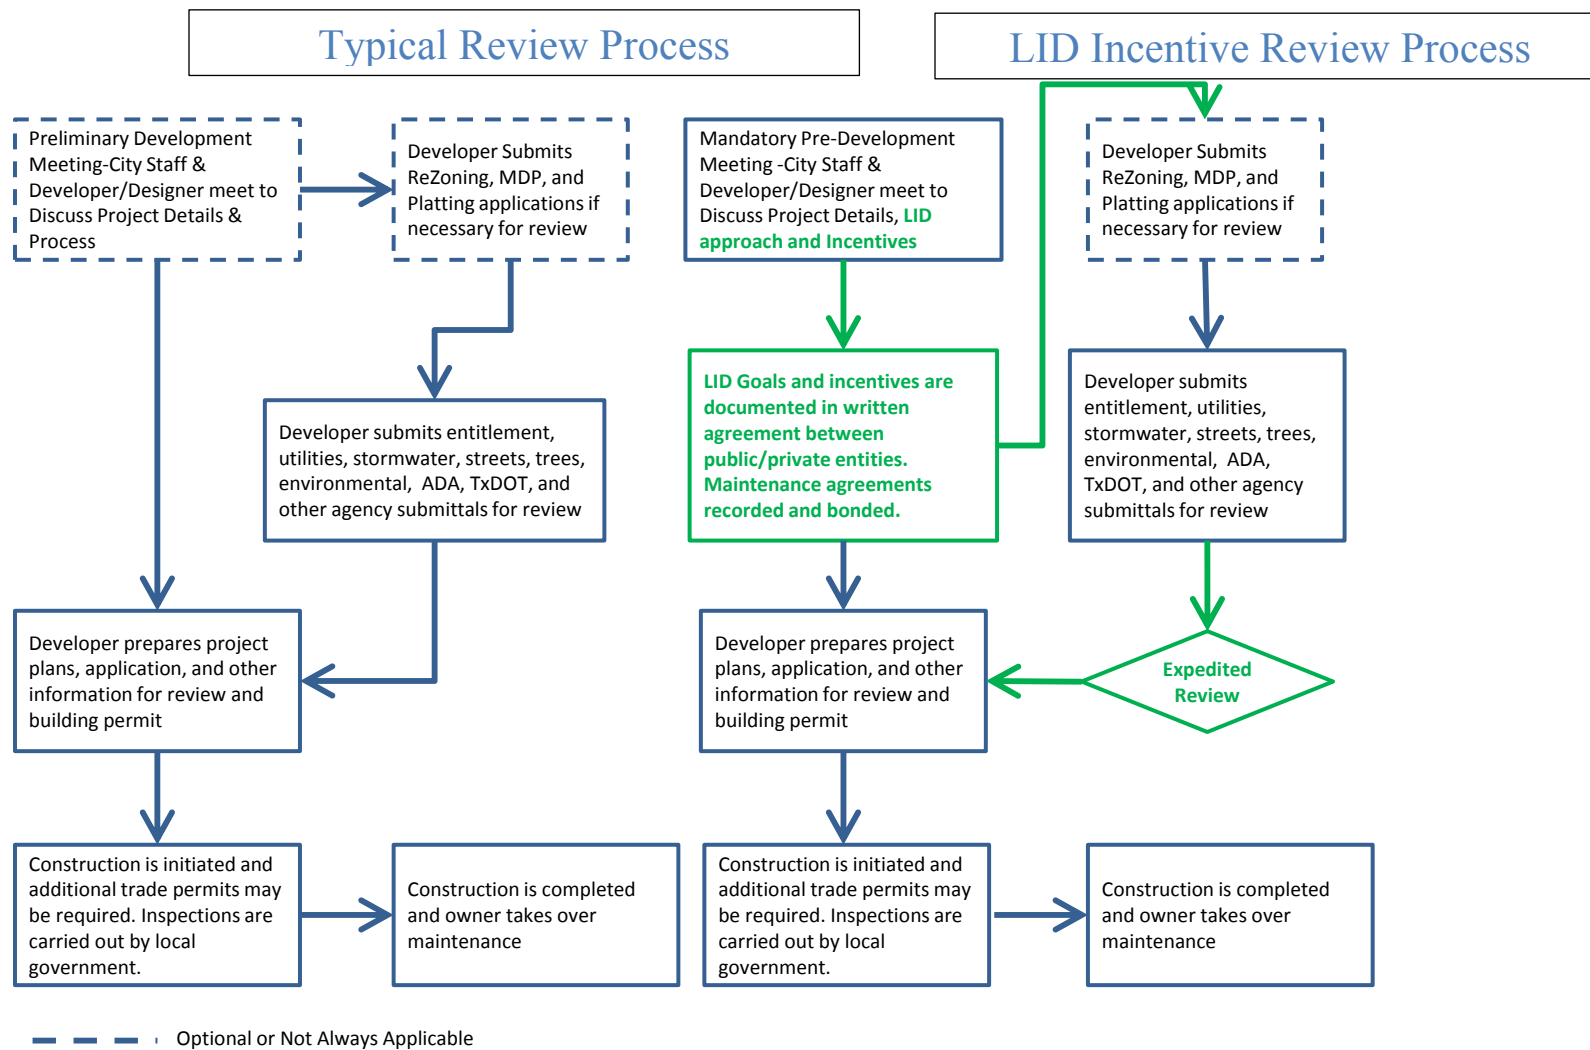 Typical Review Process
LID Incentive Review Process
Preliminary Development
Meeting-City Staff &
Developer/Designer meet to
Discuss Project Details &
Process
Developer Submits
ReZoning, MDP, and
Platting applications if
necessary for review
Mandatory Pre-Development
Meeting -City Staff &
Developer/Designer meet to
Discuss Project Details, LID
approach and Incentives
Developer Submits
ReZoning, MDP, and
Platting applications if
necessary for review
Developer submits entitlement,
utilities, stormwater, streets, trees,
environmental, ADA, TxDOT, and
other agency submittals for review
LID Goals and incentives are
documented in written
agreement between
public/private entities.
Maintenance agreements
recorded and bonded.
Developer submits
entitlement, utilities,
stormwater, streets, trees,
environmental, ADA,
TxDOT, and other agency
submittals for review
Developer prepares project
plans, application, and other
information for review and
building permit
Developer prepares project
plans, application, and other
information for review and
building permit
Expedited
Review
Construction is initiated and
additional trade permits may
be required. Inspections are
carried out by local
government.
Construction is completed
and owner takes over
maintenance
Construction is initiated and
additional trade permits may
be required. Inspections are
carried out by local
government.
Construction is completed
and owner takes over
maintenance
Optional or Not Always Applicable